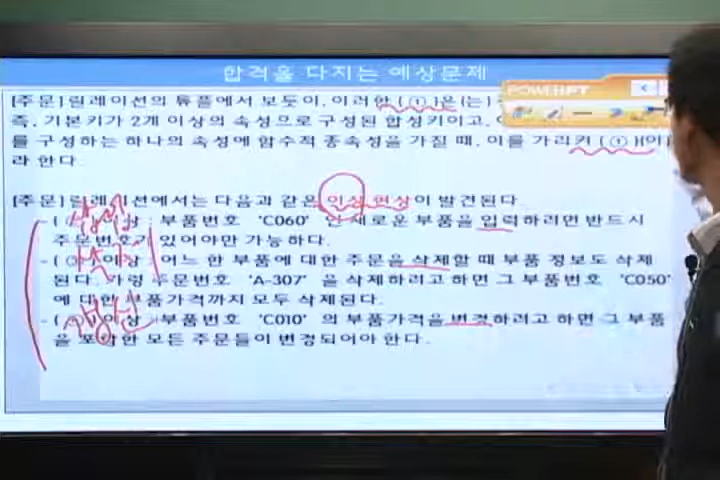 합격을 다지는 예상문제
POWERPPT
[주문] 릴레이션의 튜플에서 보듯이, 이러한 ( ① )은(는)
즉, 기본키가 2개 이상의 속성으로 구성된 합성키이고,
를 구성하는 하나의 속성에 함수적 종속성을 가질 때, 이를 가리켜 ( ① )(이)
라 한다.
[주문] 릴레이션에서는 다음과 같은 이상 현상이 발견된다.
- ( 삽입 이상 : 부품번호 'C060' 인 새로운 부품을 입력하려면 반드시
주문번호가 있어야만 가능하다.
- ( 이상 : 어느 한 부품에 대한 주문을 삭제할 때 부품 정보도 삭제
된다. 가령 주문번호 'A-307' 을 삭제하려고 하면 그 부품번호 'C050'
에 대한 부품가격까지 모두 삭제된다.
- ( 이상 : 부품번호 'C010' 의 부품가격을 변경하려고 하면 그 부품
을 포함한 모든 주문들이 변경되어야 한다.